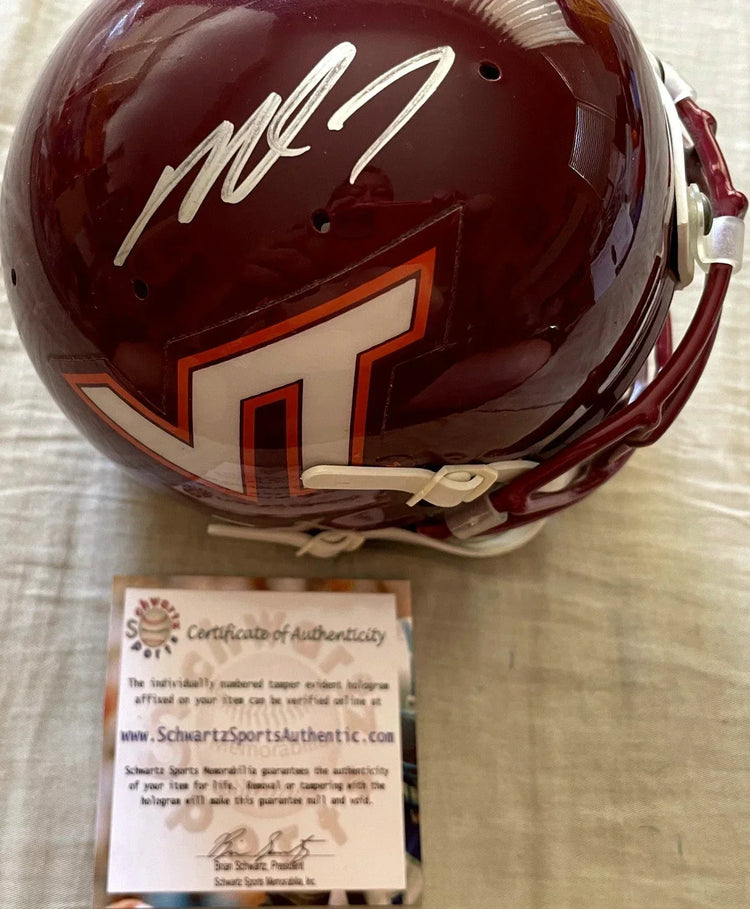 VT
Schwartz
Sports
Certificate of Authenticity
The individually numbered tamper evident hologram
affixed on your item can be verified online at
www.SchwartzSportsAuthentic.com
Schwartz Sports Memorabilia guarantees the authenticity
of your item for life. Removal or tampering with the
hologram will make this guarantee null and void.
Brian Schwartz, President
Schwartz Sports Memorabilia, Inc.